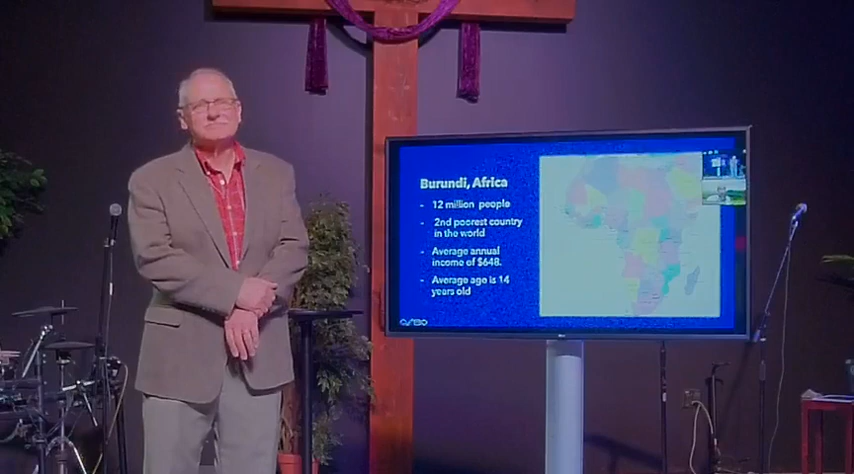 Burundi, Africa
- 12 million people
- 2nd poorest country
in the world
- Average annual
income of $648.
- Average age is 14
years old